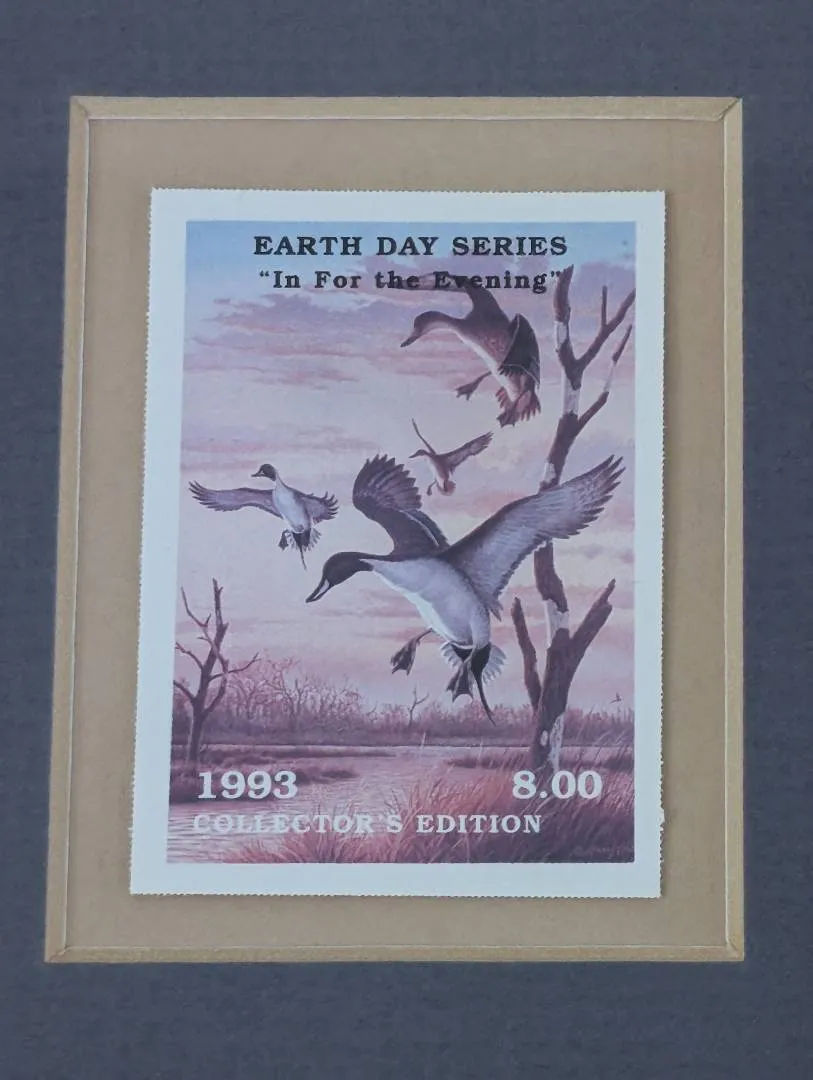 EARTH DAY SERIES
“In For the Evening”
1993 8.00
COLLECTOR'S EDITION